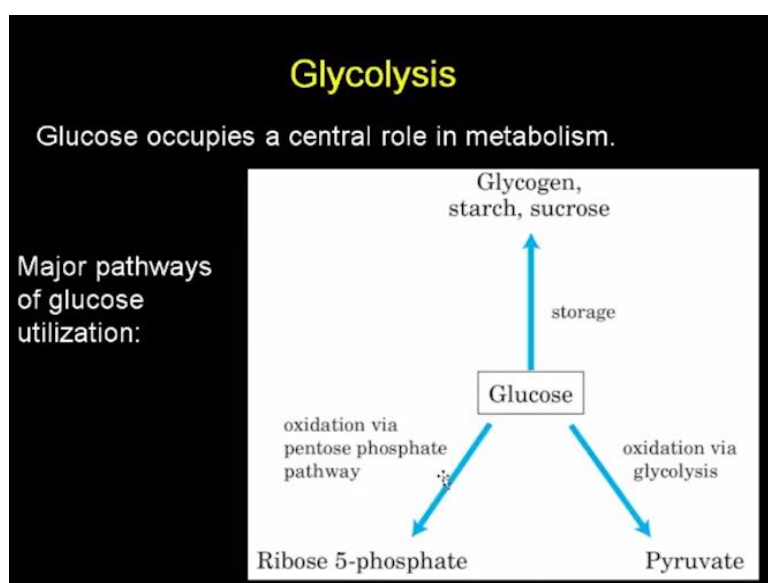 Glycolysis
Glucose occupies a central role in metabolism.
Major pathways
of glucose
utilization:
Glycogen,
starch, sucrose
storage
Glucose
oxidation via
pentose phosphate
pathway
oxidation via
glycolysis
Ribose 5-phosphate
Pyruvate